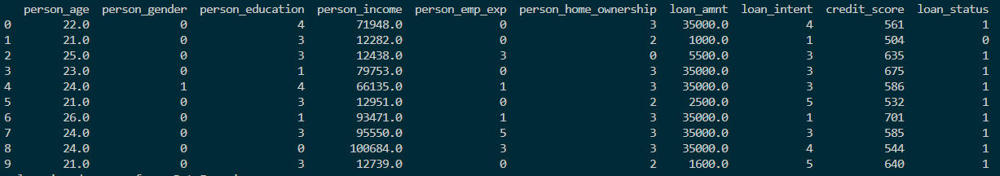 person_age person_gender person_education person_income person_emp_exp person_home_ownership loan_amnt loan_intent credit_score loan_status
0 22.0 0 4 71948.0 0 3 35000.0 4 561 1
1 21.0 0 3 12282.0 0 2 1000.0 1 504 0
2 25.0 0 3 12438.0 3 0 5500.0 3 635 1
3 23.0 0 1 79753.0 0 3 35000.0 3 675 1
4 24.0 1 4 66135.0 1 3 35000.0 3 586 1
5 21.0 0 3 12951.0 0 2 2500.0 5 532 1
6 26.0 0 1 93471.0 1 3 35000.0 1 701 1
7 24.0 0 3 95550.0 5 3 35000.0 3 585 1
8 24.0 0 0 100684.0 3 3 35000.0 4 544 1
9 21.0 0 3 12739.0 0 2 1600.0 5 640 1